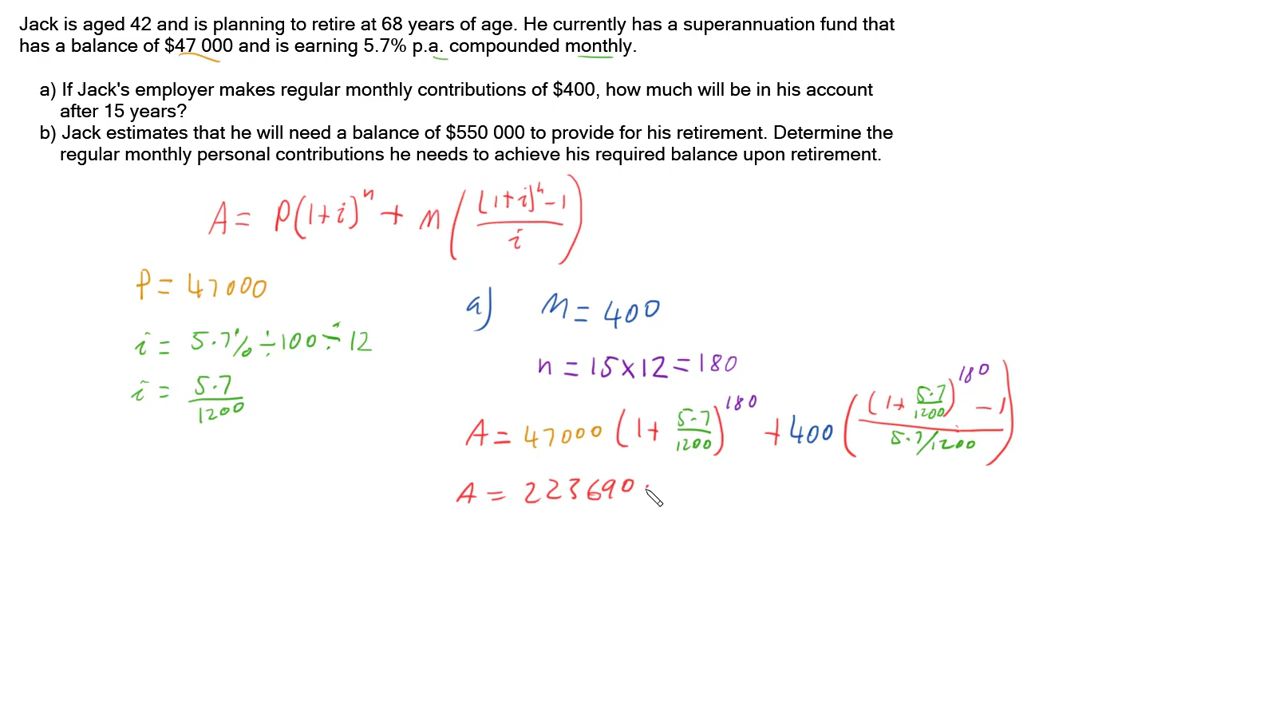 Jack is aged 42 and is planning to retire at 68 years of age. He currently has a superannuation fund that
has a balance of $47 000 and is earning 5.7% p.a. compounded monthly.
a) If Jack's employer makes regular monthly contributions of $400, how much will be in his account
after 15 years?
b) Jack estimates that he will need a balance of $550 000 to provide for his retirement. Determine the
regular monthly personal contributions he needs to achieve his required balance upon retirement.
A = P(1+i)^n + M(((1+i)^n -1)/i)
P = 47000
i = 5.7% ÷100÷12
i = 5.7/1200
a) M = 400
n = 15×12 = 180
A = 47000 (1+ 5.7/1200)^180 + 400 (((1+ 5.7/1200)^180 -1)/(5.7/1200))
A = 223690.